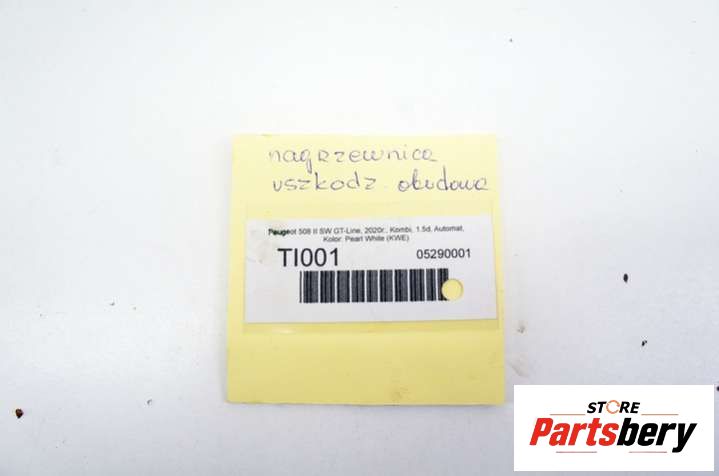 nagrzewnica
uszkodz. obudowa
Peugeot 508 II SW GT-Line, 2020r., Kombi, 1.5d, Automat,
Kolor: Pearl White (KWE)
TI001 05290001
STORE
Partsbery